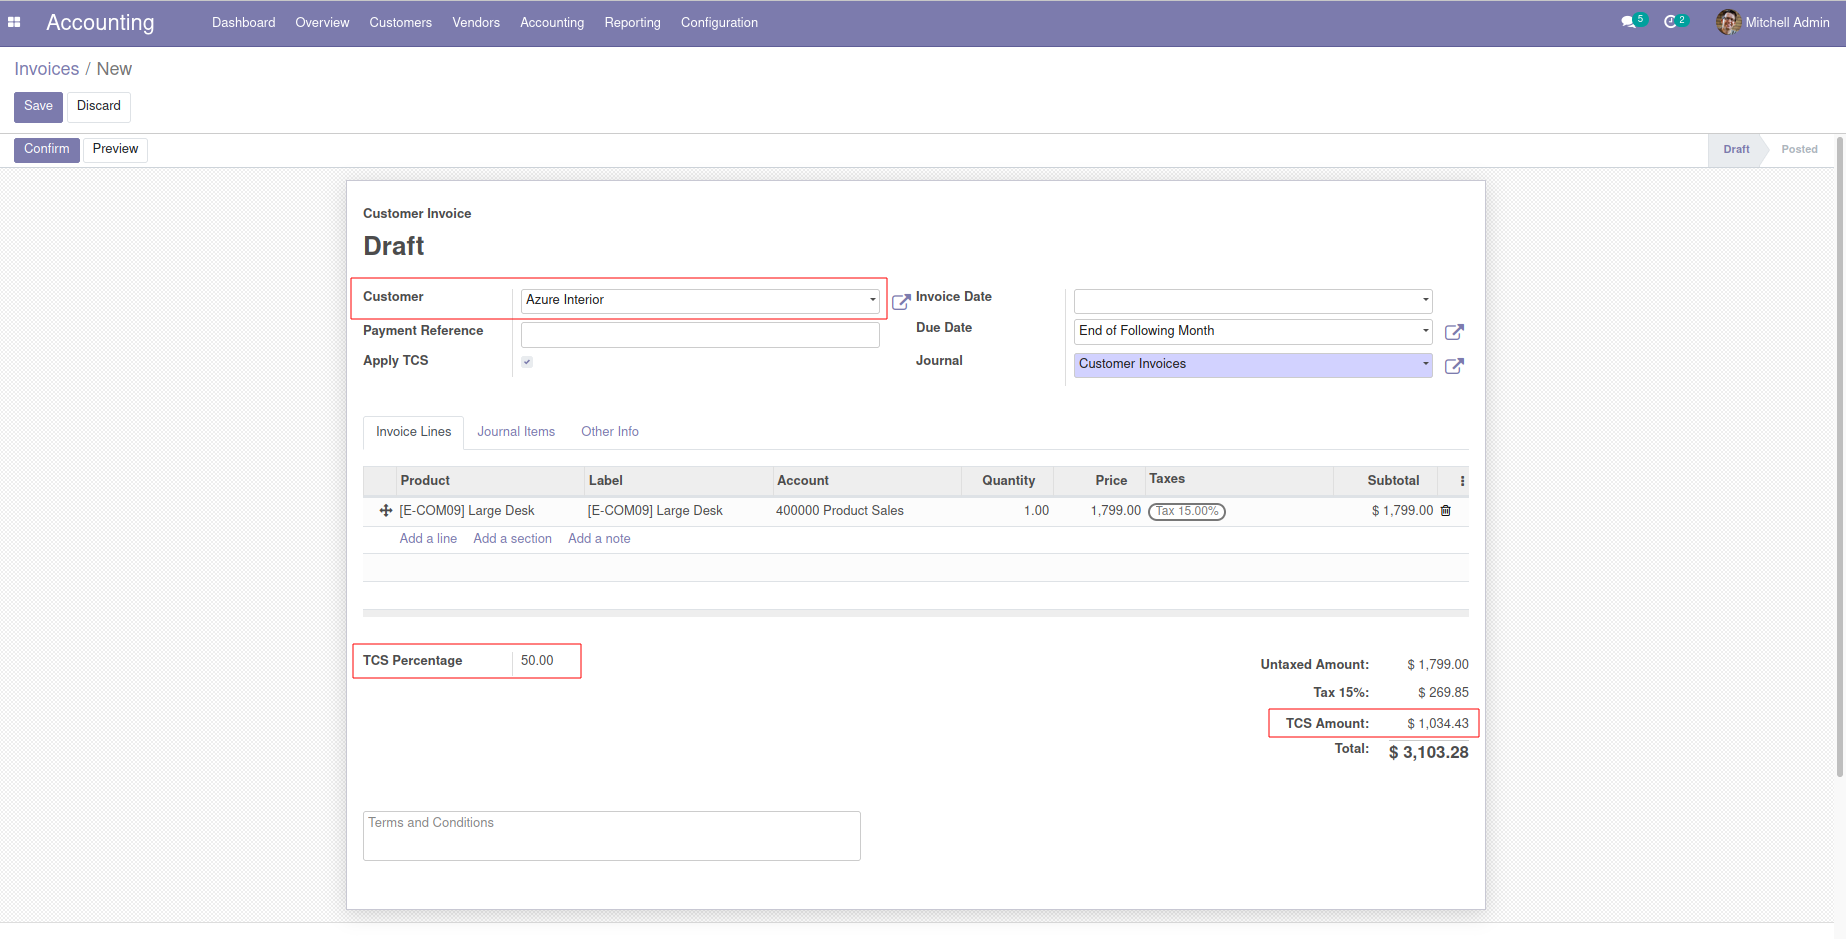 Accounting Dashboard Overview Customers Vendors Accounting Reporting Configuration 5 2 Mitchell Admin
Invoices / New
Save Discard
Confirm Preview Draft Posted
Customer Invoice
Draft
Customer Azure Interior Invoice Date
Payment Reference Due Date End of Following Month
Apply TCS Journal Customer Invoices
Invoice Lines Journal Items Other Info
Product Label Account Quantity Price Taxes Subtotal
[E-COM09] Large Desk [E-COM09] Large Desk 400000 Product Sales 1.00 1,799.00 Tax 15.00% $ 1,799.00
Add a line Add a section Add a note
TCS Percentage 50.00 Untaxed Amount: $ 1,799.00
Tax 15%: $ 269.85
TCS Amount: $ 1,034.43
Total: $ 3,103.28
Terms and Conditions